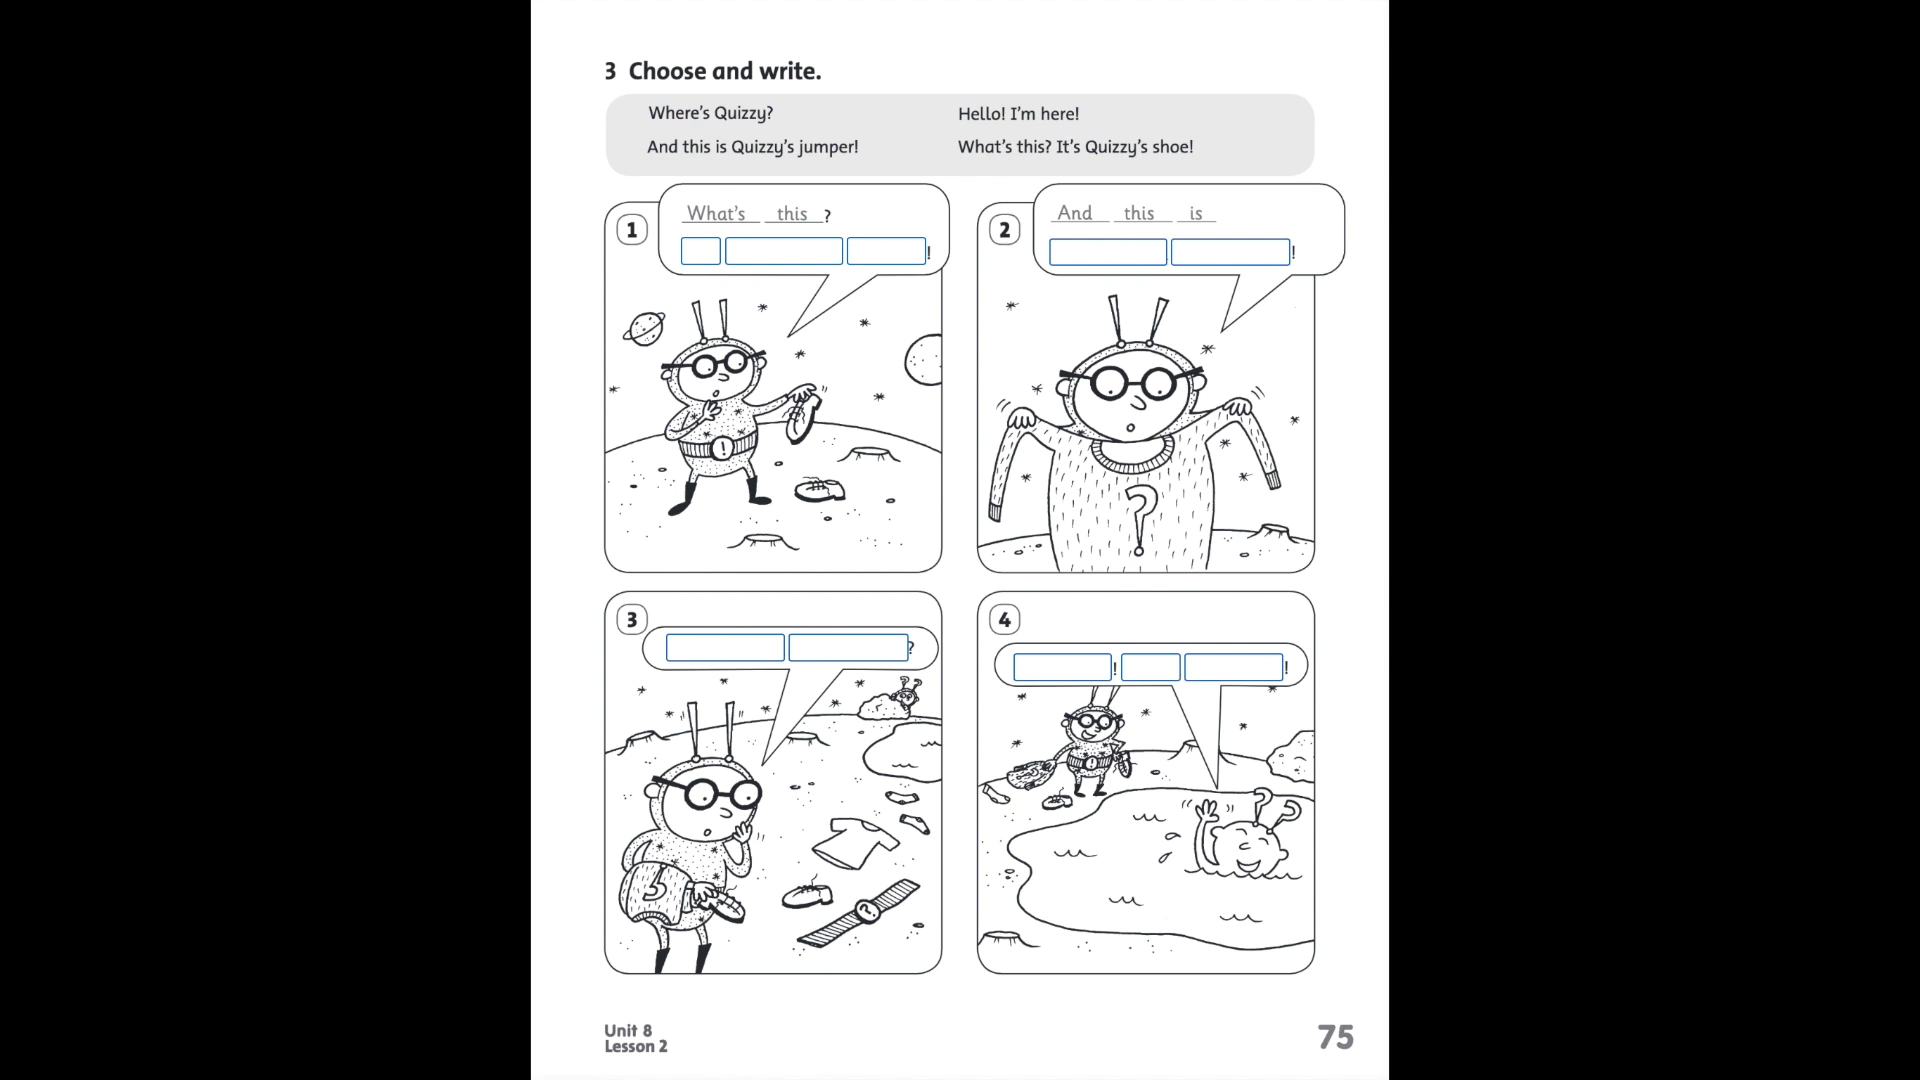 3 Choose and write.
Where's Quizzy?
Hello! I'm here!
And this is Quizzy's jumper!
What's this? It's Quizzy's shoe!
1
What's this ?
!
2
And this is
!
?
!
?
3
?
?
?
4
! !
?
Unit 8
Lesson 2
75